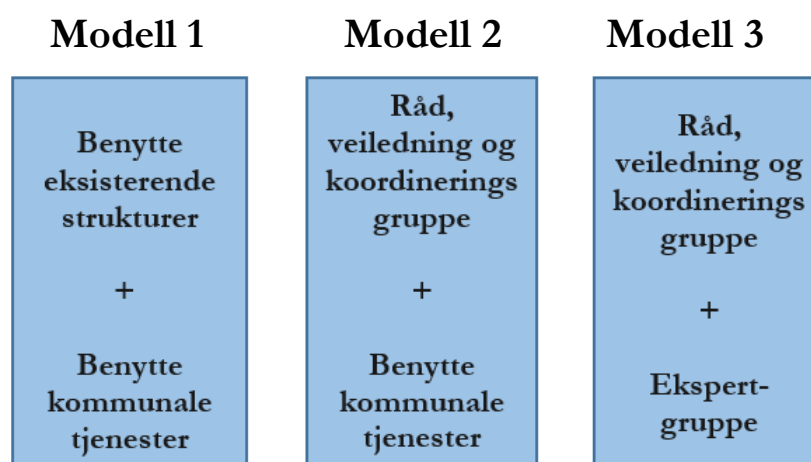 Modell 1
Benytte
eksisterende
strukturer
+
Benytte
kommunale
tjenester
Modell 2
Råd,
veiledning og
koordinerings
gruppe
+
Benytte
kommunale
tjenester
Modell 3
Råd,
veiledning og
koordinerings
gruppe
+
Ekspert-
gruppe